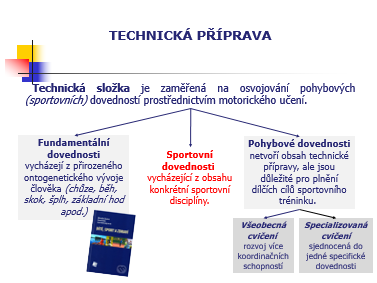 TECHNICKÁ PŘÍPRAVA
Technická složka je zaměřená na osvojování pohybových
(sportovních) dovedností prostřednictvím motorického učení.
Fundamentální
dovednosti
vycházejí z přirozeného
ontogenetického vývoje
člověka (chůze, běh,
skok, šplh, základní hod
apod.)
Sportovní
dovednosti
vycházející z obsahu
konkrétní sportovní
disciplíny.
Pohybové dovednosti
netvoří obsah technické
přípravy, ale jsou
důležité pro plnění
dílčích cílů sportovního
tréninku.
Všeobecná
cvičení
rozvoj více
koordinačních
schopností
Specializovaná
cvičení
sjednocená do
jedné specifické
dovednosti